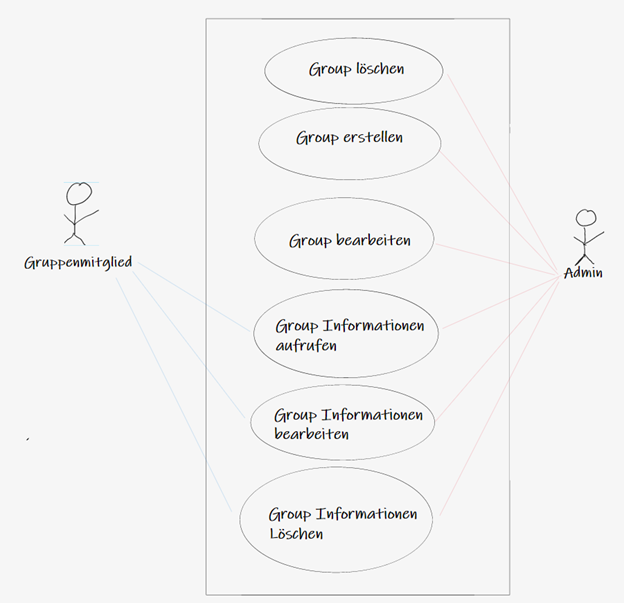 Group löschen
Group erstellen
Group bearbeiten
Gruppenmitglied
Admin
Group Informationen
aufrufen
Group Informationen
bearbeiten
Group Informationen
Löschen